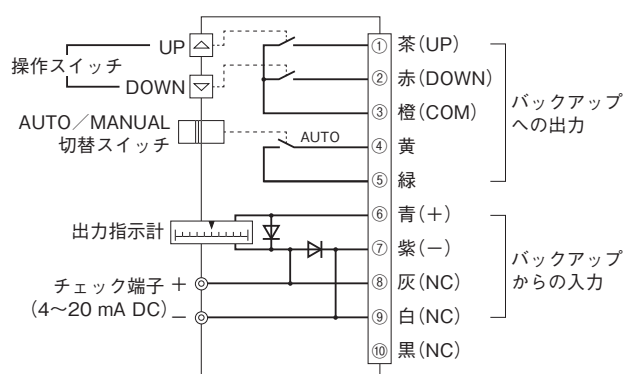 操作スイッチ
UP
DOWN
AUTO／MANUAL
切替スイッチ
AUTO
出力指示計
チェック端子
(4～20 mA DC)
+
−
① 茶(UP)
② 赤(DOWN)
③ 橙(COM)
④ 黄
⑤ 緑
⑥ 青(+)
⑦ 紫(−)
⑧ 灰(NC)
⑨ 白(NC)
⑩ 黒(NC)
バックアップ
への出力
バックアップ
からの入力